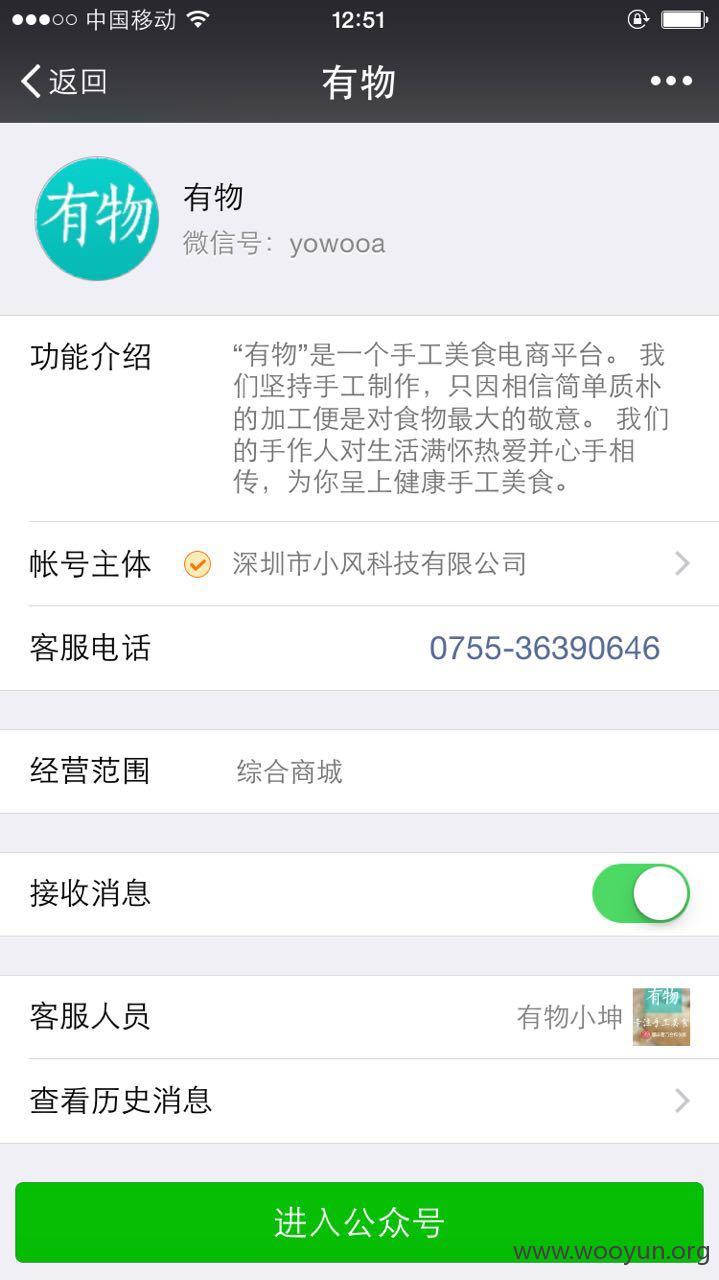 中国移动 12:51
返回 有物
有物
有物
微信号：yowooa
功能介绍 “有物”是一个手工美食电商平台。 我
们坚持手工制作，只因相信简单质朴
的加工便是对食物最大的敬意。 我们
的手作人对生活满怀热爱并心手相
传，为你呈上健康手工美食。
帐号主体 深圳市小风科技有限公司
客服电话 0755-36390646
经营范围 综合商城
接收消息
客服人员 有物小坤
有物
专注手工美食
查看历史消息
进入公众号
www.wooyun.org